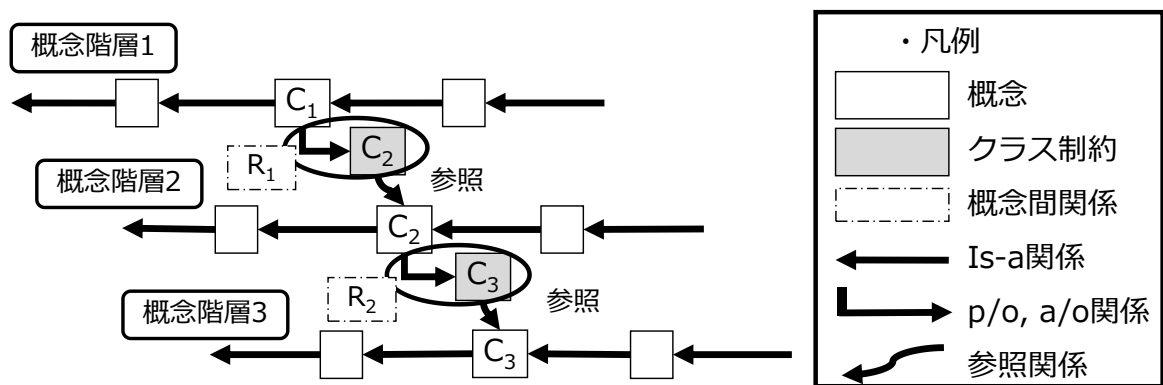 概念階層1
C1
C2
R1
参照
概念階層2
C2
C3
R2
参照
概念階層3
C3
・凡例
概念
クラス制約
概念間関係
Is-a関係
p/o, a/o関係
参照関係